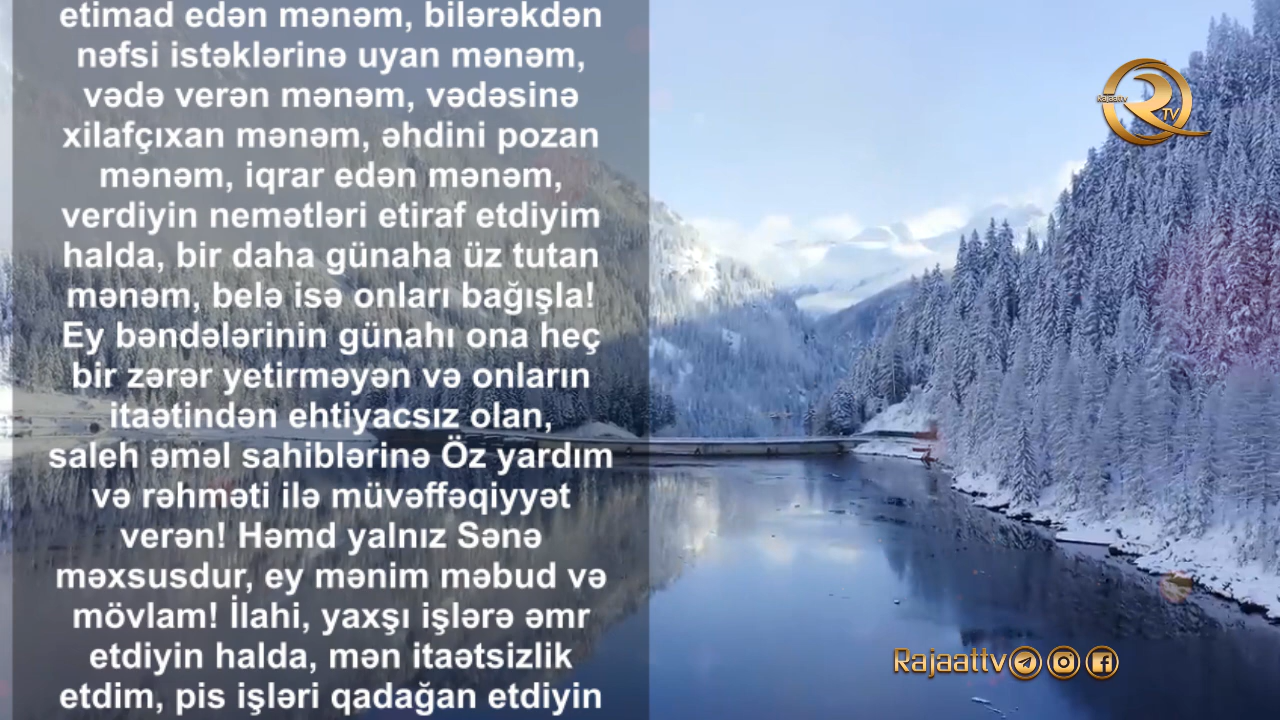 etimad edən mənəm, bilərəkdən
nəfsi istəklərinə uyan mənəm,
vədə verən mənəm, vədəsinə
xilafçıxan mənəm, əhdini pozan
mənəm, iqrar edən mənəm,
verdiyin nemətləri etiraf etdiyim
halda, bir daha günaha üz tutan
mənəm, belə isə onları bağışla!
Ey bəndələrinin günahı ona heç
bir zərər yetirməyən və onların
itaətindən ehtiyacsız olan,
saleh əməl sahiblərinə Öz yardım
və rəhməti ilə müvəffəqiyyət
verən! Həmd yalnız Sənə
məxsusdur, ey mənim məbud və
mövlam! İlahi, yaxşı işlərə əmr
etdiyin halda, mən itaətsizlik
etdim, pis işləri qadağan etdiyin
Rajaattv
TV
Rajaattv